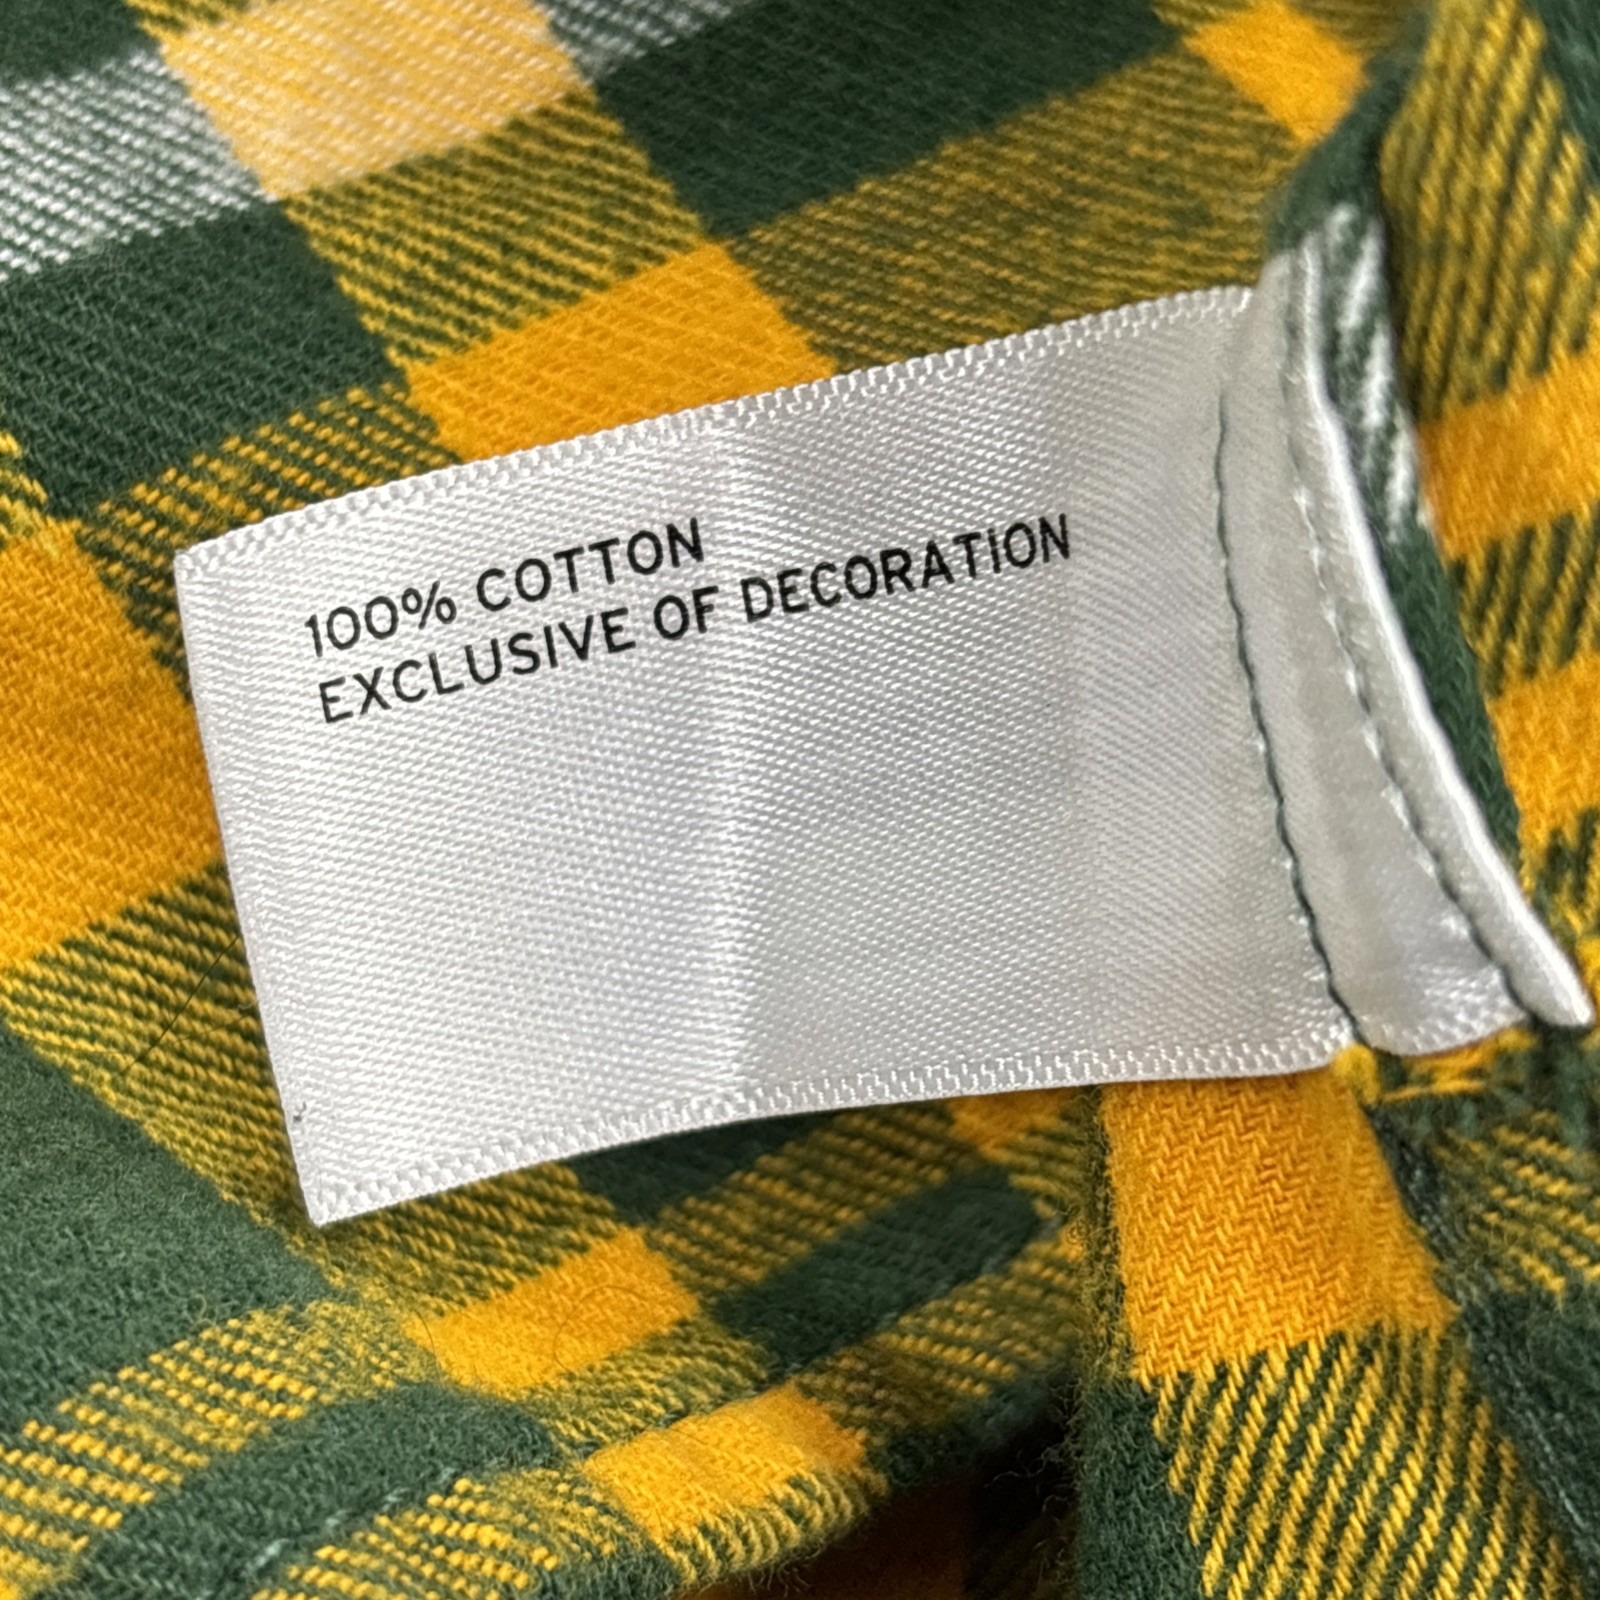 100% COTTON
EXCLUSIVE OF DECORATION